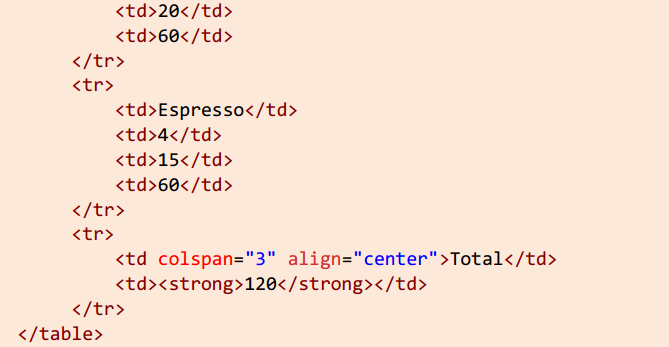 <td>20</td>
<td>60</td>
</tr>
<tr>
<td>Espresso</td>
<td>4</td>
<td>15</td>
<td>60</td>
</tr>
<tr>
<td colspan="3" align="center">Total</td>
<td><strong>120</strong></td>
</tr>
</table>